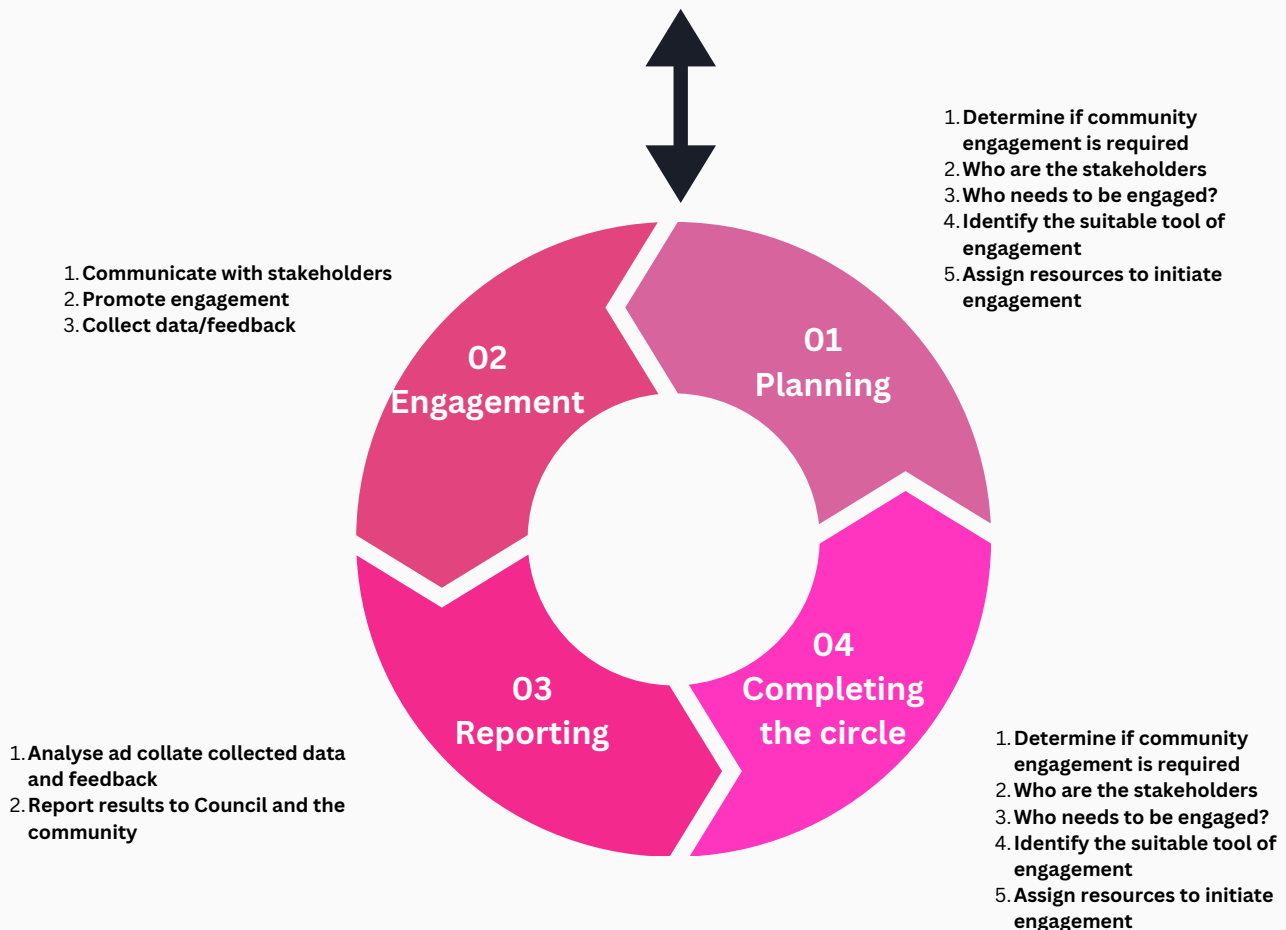 1. Determine if community
engagement is required
2. Who are the stakeholders
3. Who needs to be engaged?
4. Identify the suitable tool of
engagement
5. Assign resources to initiate
engagement
1. Communicate with stakeholders
2. Promote engagement
3. Collect data/feedback
01
Planning
02
Engagement
03
Reporting
04
Completing
the circle
1. Analyse ad collate collected data
and feedback
2. Report results to Council and the
community
1. Determine if community
engagement is required
2. Who are the stakeholders
3. Who needs to be engaged?
4. Identify the suitable tool of
engagement
5. Assign resources to initiate
engagement